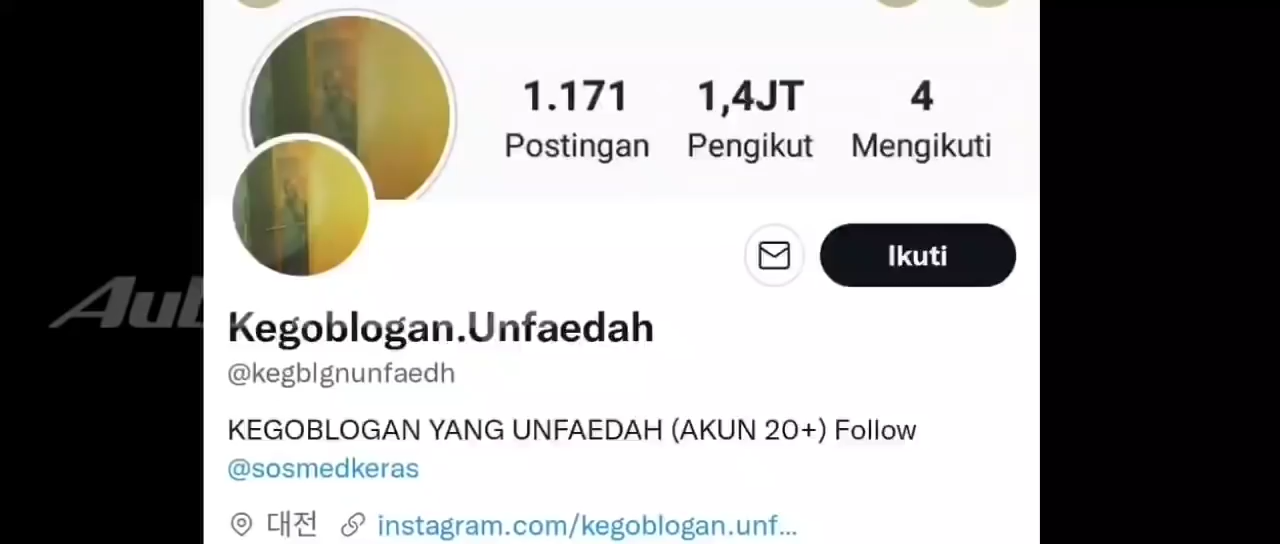 1.171 1,4JT 4
Postingan Pengikut Mengikuti
Ikuti
Kegoblogan.Unfaedah
@kegblgnunfaedh
KEGOBLOGAN YANG UNFAEDAH (AKUN 20+) Follow
@sosmedkeras
대전 instagram.com/kegoblogan.unf...